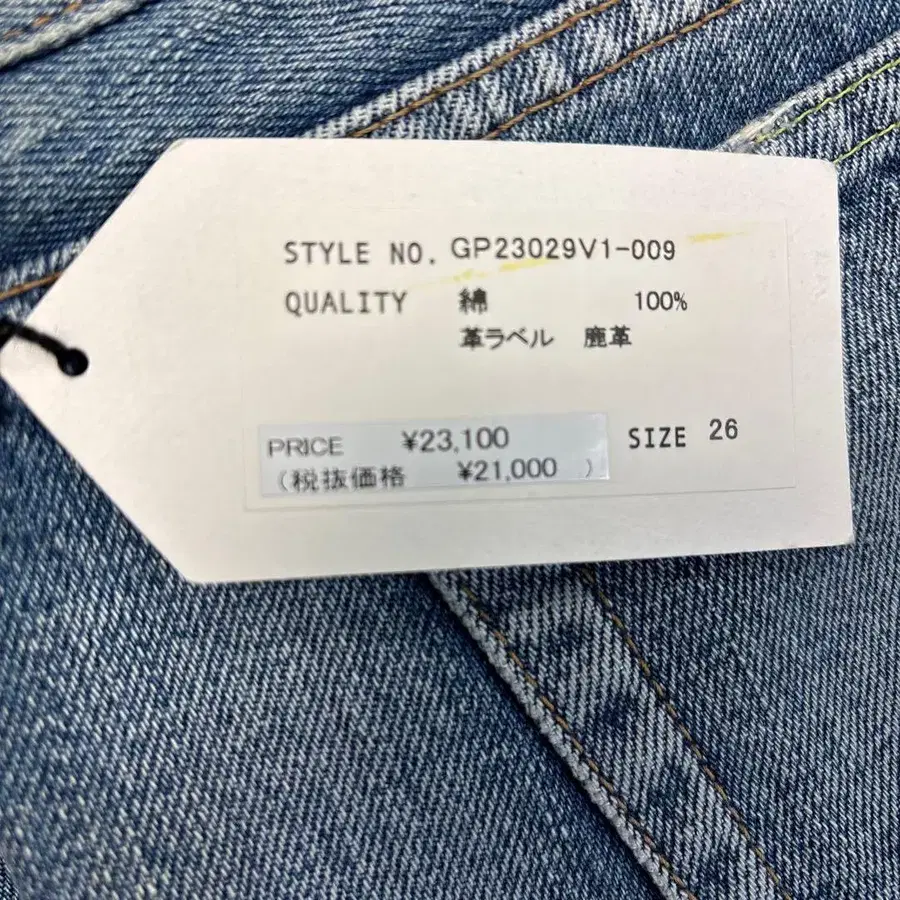 STYLE NO. GP23029V1-009
QUALITY 綿 100%
革ラベル 鹿革
PRICE ¥23,100
(税抜価格 ¥21,000 )
SIZE 26